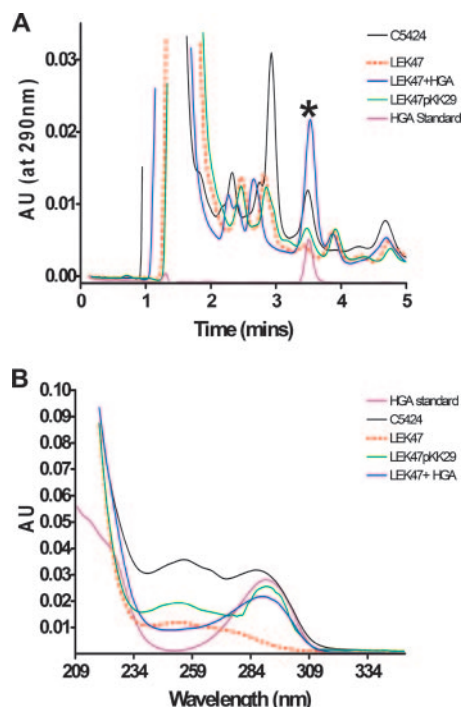 A
AU (at 290nm)
0.03
0.02
0.01
0.00
C5424
LEK47
LEK47+HGA
LEK47pKK29
HGA Standard
*
0 1 2 3 4 5
Time (mins)
B
AU
0.10
0.09
0.08
0.07
0.06
0.05
0.04
0.03
0.02
0.01
HGA standard
C5424
LEK47
LEK47pKK29
LEK47+ HGA
209 234 259 284 309 334
Wavelength (nm)